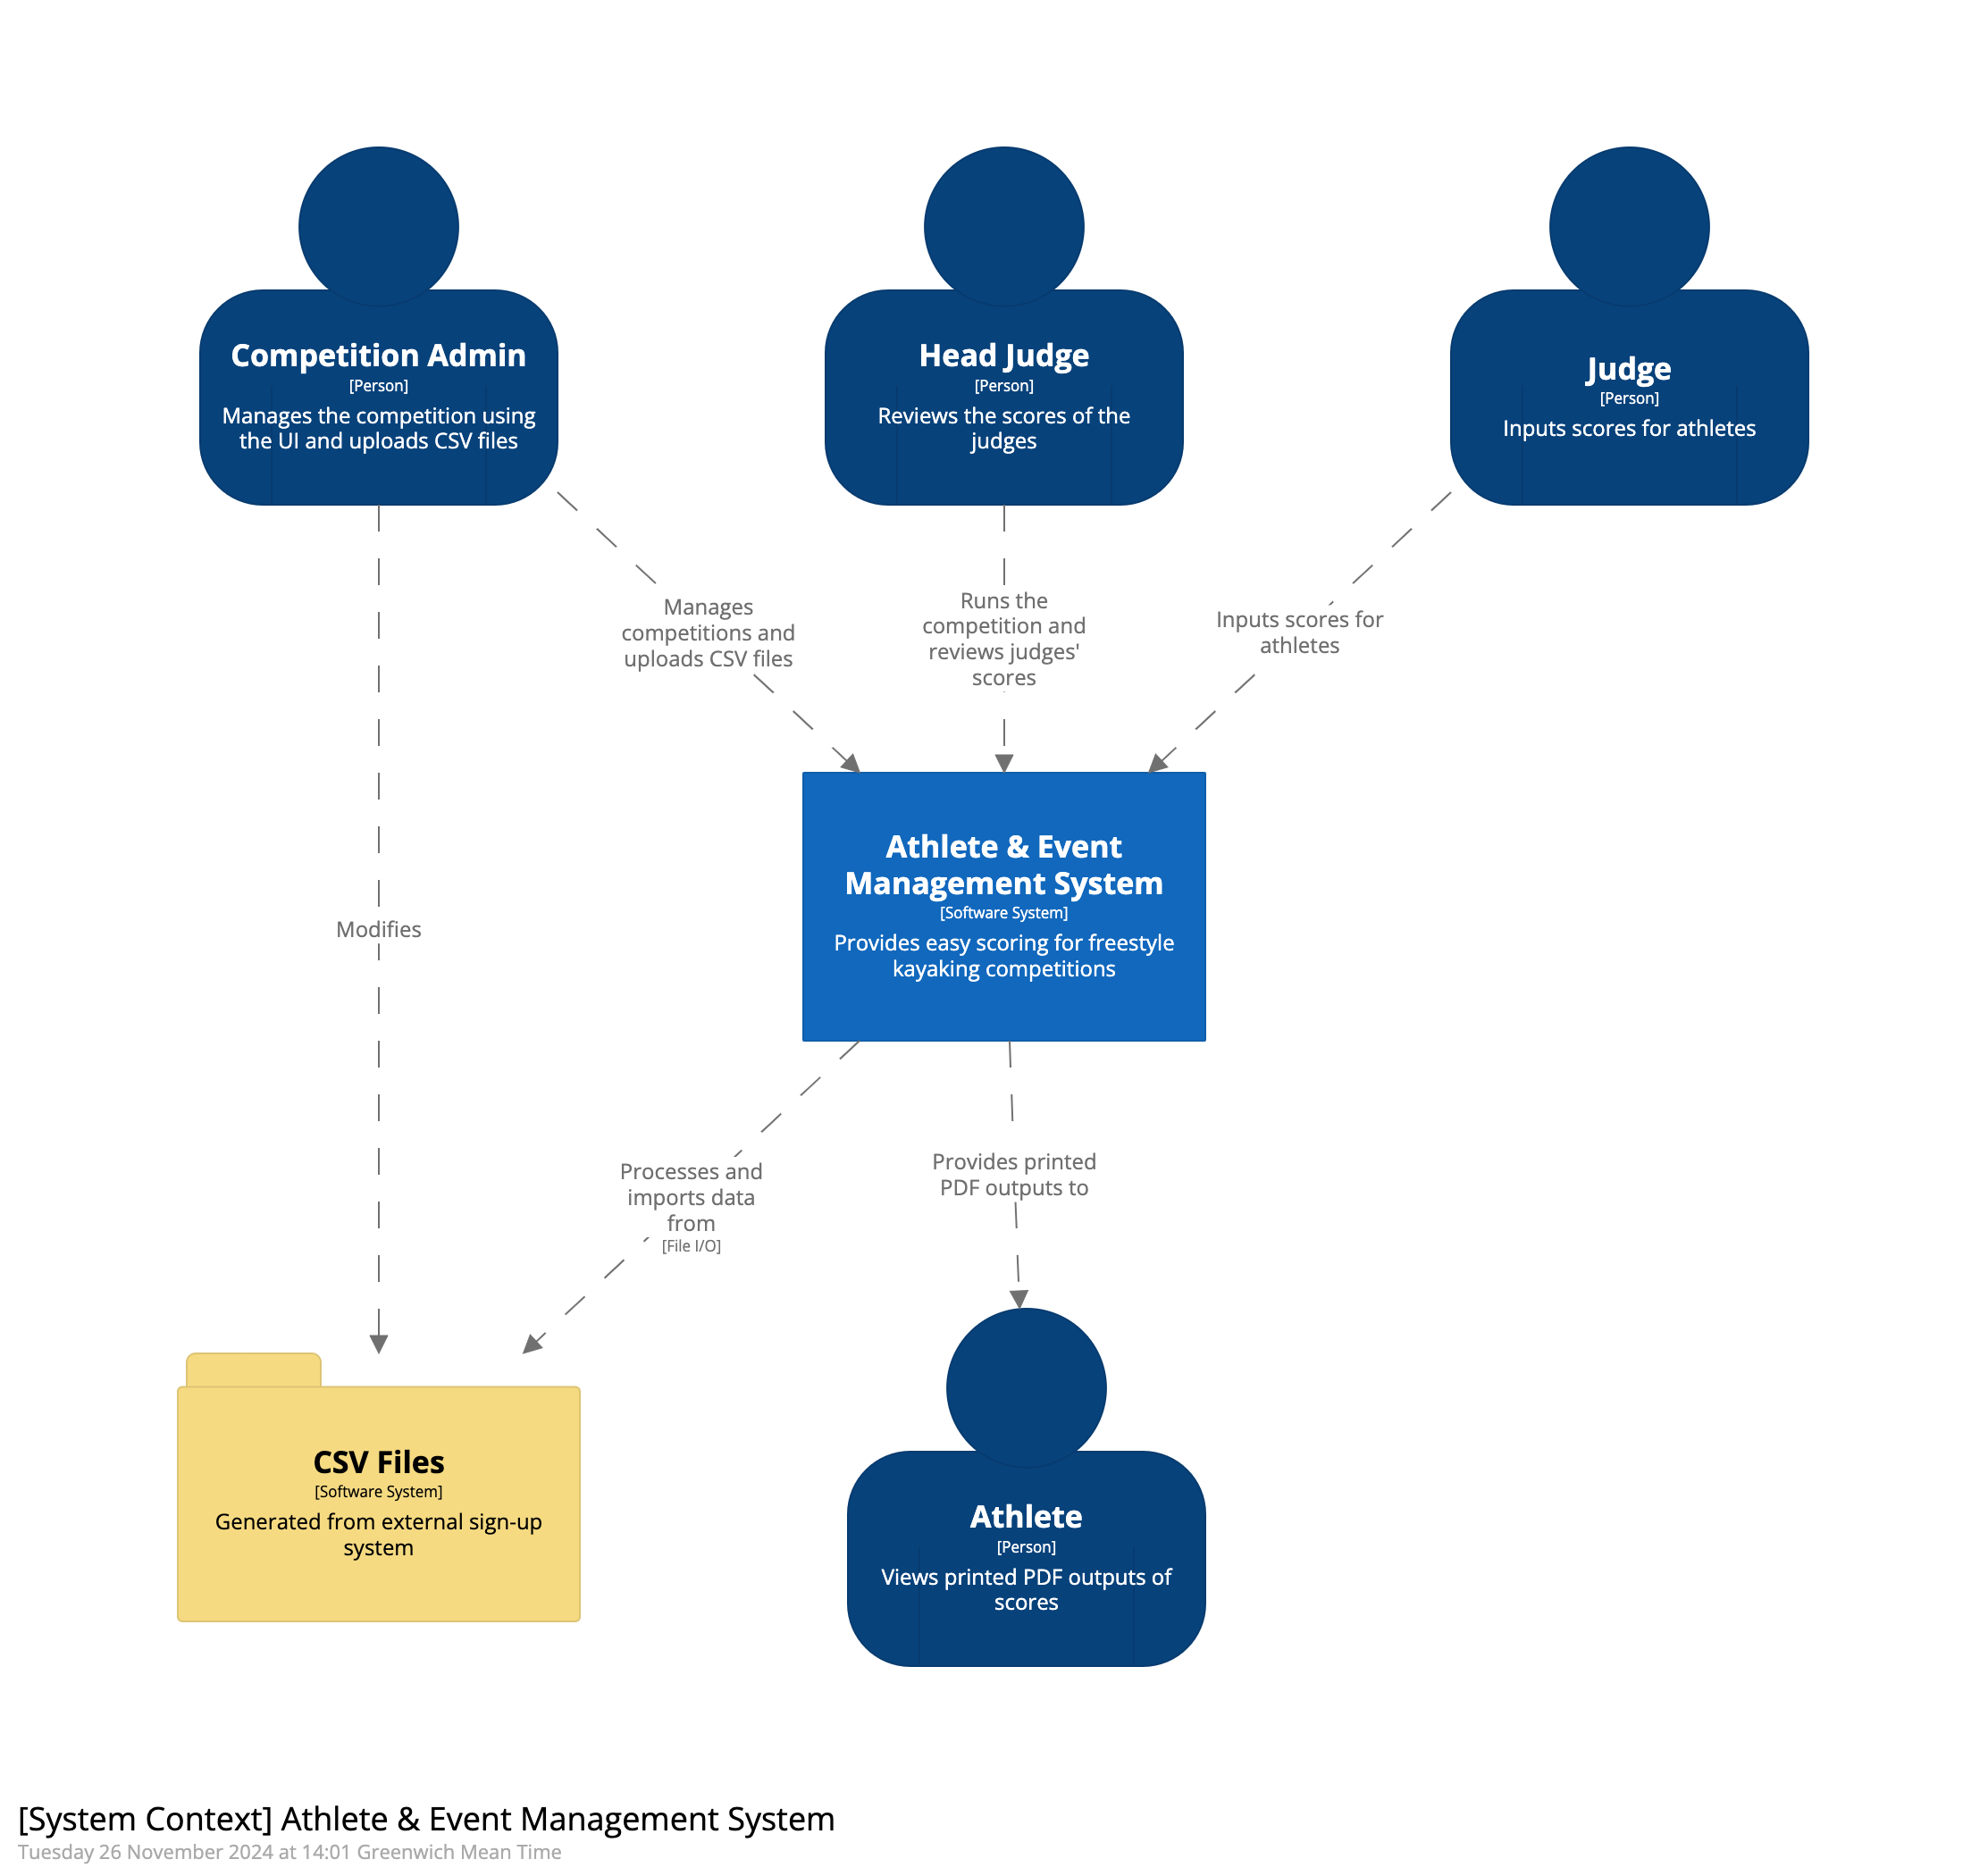 Competition Admin
[Person]
Manages the competition using
the UI and uploads CSV files
Head Judge
[Person]
Reviews the scores of the
judges
Judge
[Person]
Inputs scores for athletes
Manages
competitions and
uploads CSV files
Runs the
competition and
reviews judges'
scores
Inputs scores for
athletes
Athlete & Event
Management System
[Software System]
Provides easy scoring for freestyle
kayaking competitions
Modifies
Processes and
imports data
from
[File I/O]
Provides printed
PDF outputs to
CSV Files
[Software System]
Generated from external sign-up
system
Athlete
[Person]
Views printed PDF outputs of
scores
[System Context] Athlete & Event Management System
Tuesday 26 November 2024 at 14:01 Greenwich Mean Time